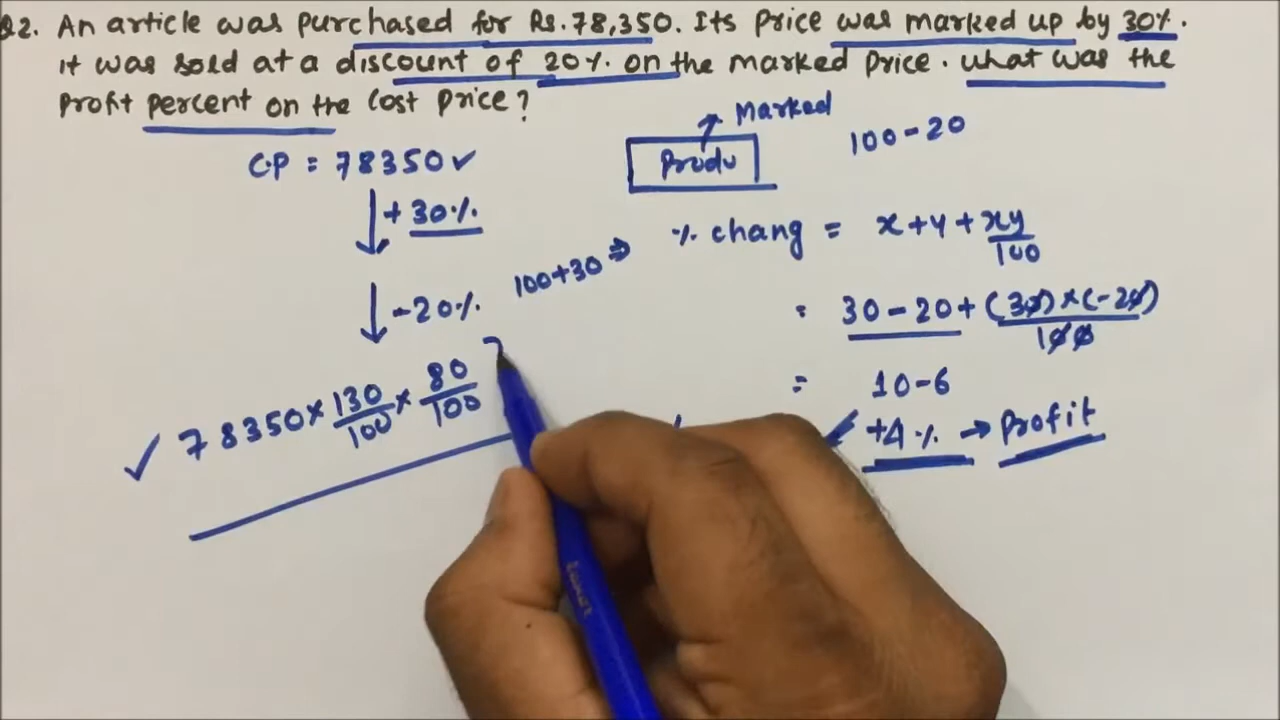 Q2. An article was purchased for Rs.78,350. Its price was marked up by 30%.
it was sold at a discount of 20% on the marked price. what was the
profit percent on the cost price?
Marked
Produ
100-20
C.P = 78350✓
+ 30%
-20%
100+30 ⇒
% chang = x+y+xy/100
= 30-20+(30)×(-20)/100
= 10-6
+4% → Profit
✓ 78350×130/100×80/100